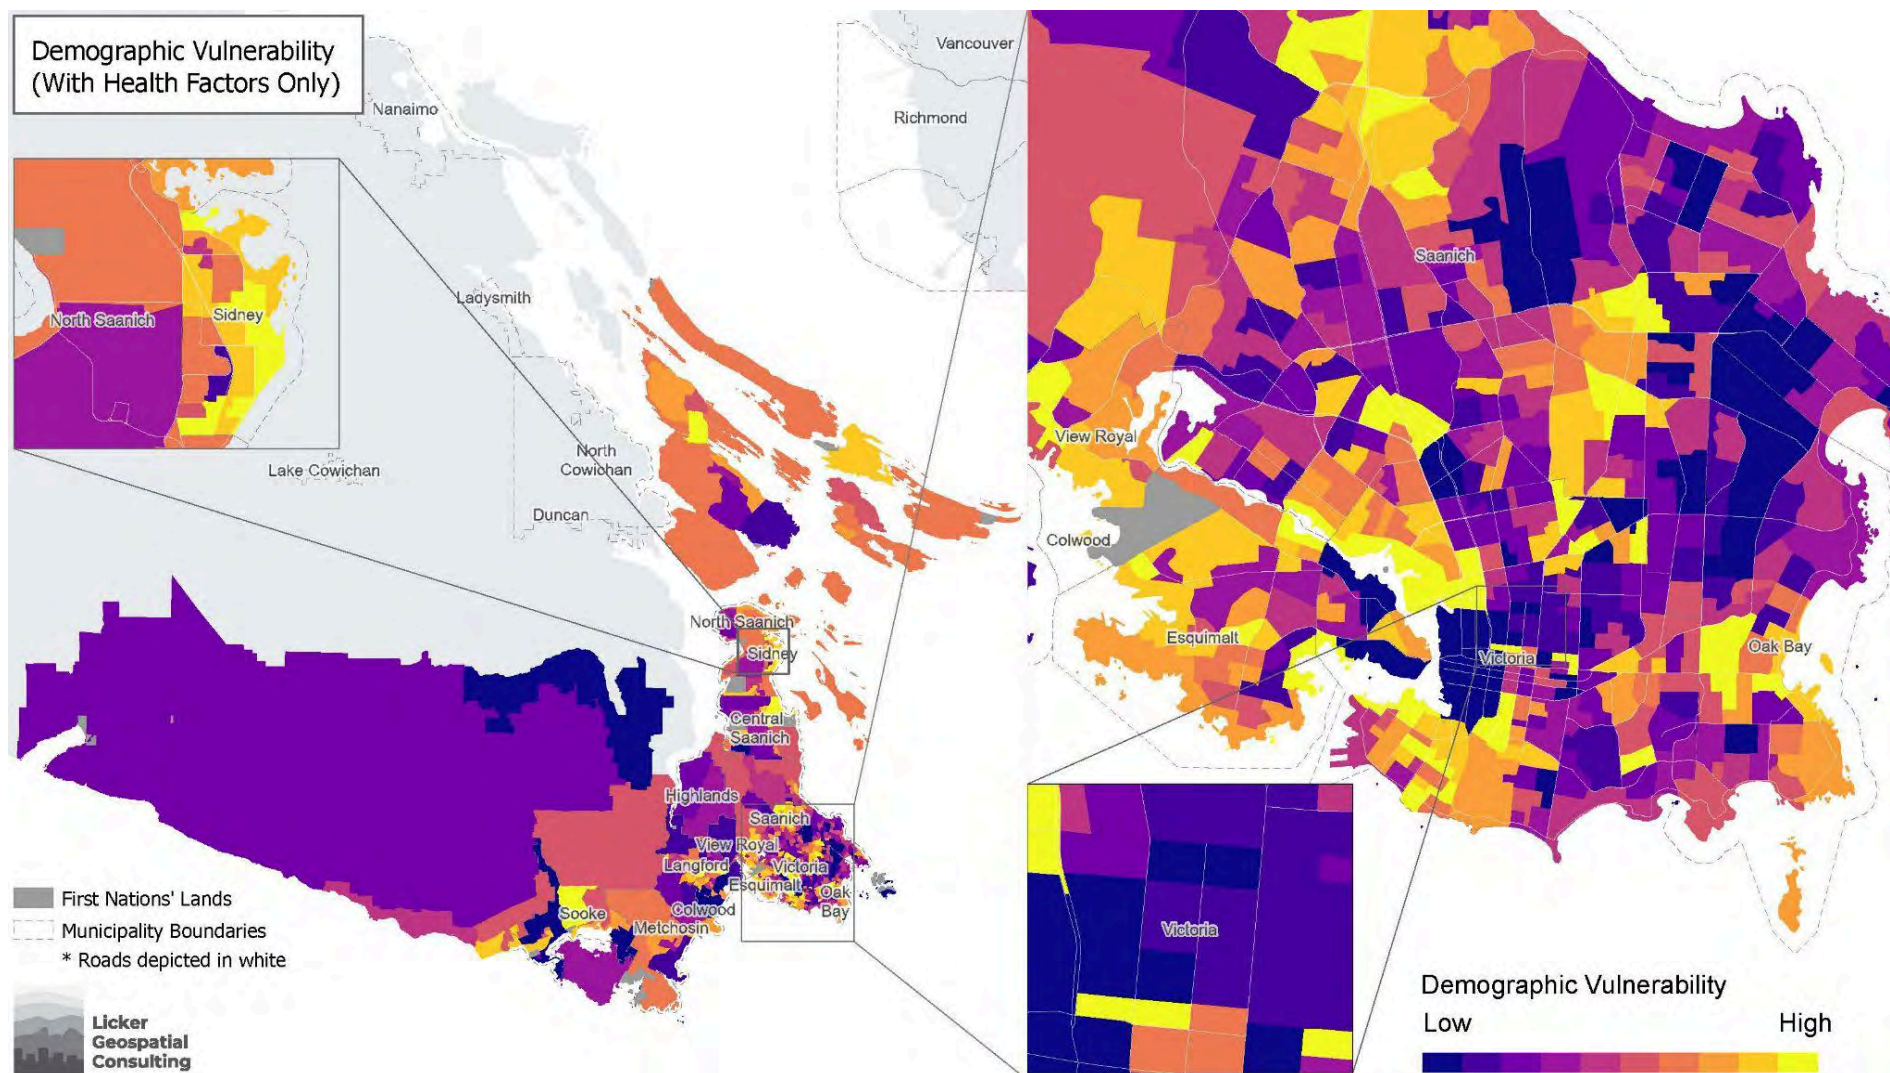 Demographic Vulnerability
(With Health Factors Only)
Vancouver
Nanaimo
Richmond
North Saanich
Sidney
Ladysmith
Lake Cowichan
North
Cowichan
Duncan
North Saanich
Sidney
Central
Saanich
Highlands
Saanich
View Royal
Langford
Victoria
Esquimalt
Oak
Bay
Colwood
Sooke
Metchosin
Saanich
View Royal
Colwood
Esquimalt
Victoria
Oak Bay
Victoria
First Nations' Lands
Municipality Boundaries
* Roads depicted in white
Licker
Geospatial
Consulting
Demographic Vulnerability
Low High